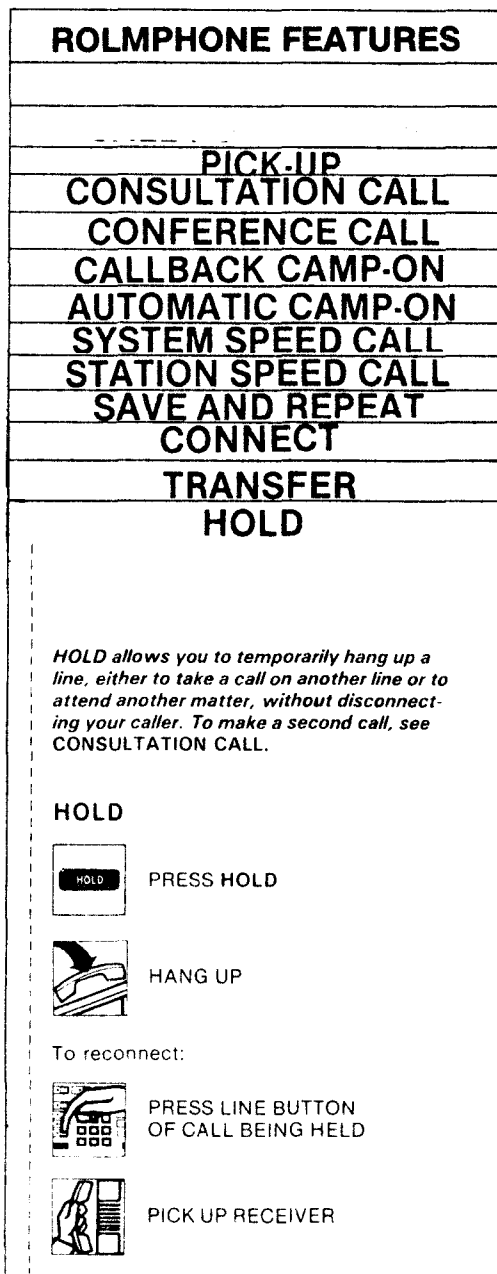 ROLMPHONE FEATURES
PICK-UP
CONSULTATION CALL
CONFERENCE CALL
CALLBACK CAMP-ON
AUTOMATIC CAMP-ON
SYSTEM SPEED CALL
STATION SPEED CALL
SAVE AND REPEAT
CONNECT
TRANSFER
HOLD
HOLD allows you to temporarily hang up a
line, either to take a call on another line or to
attend another matter, without disconnect-
ing your caller. To make a second call, see
CONSULTATION CALL.
HOLD
HOLD
PRESS HOLD
HANG UP
To reconnect:
PRESS LINE BUTTON
OF CALL BEING HELD
PICK UP RECEIVER